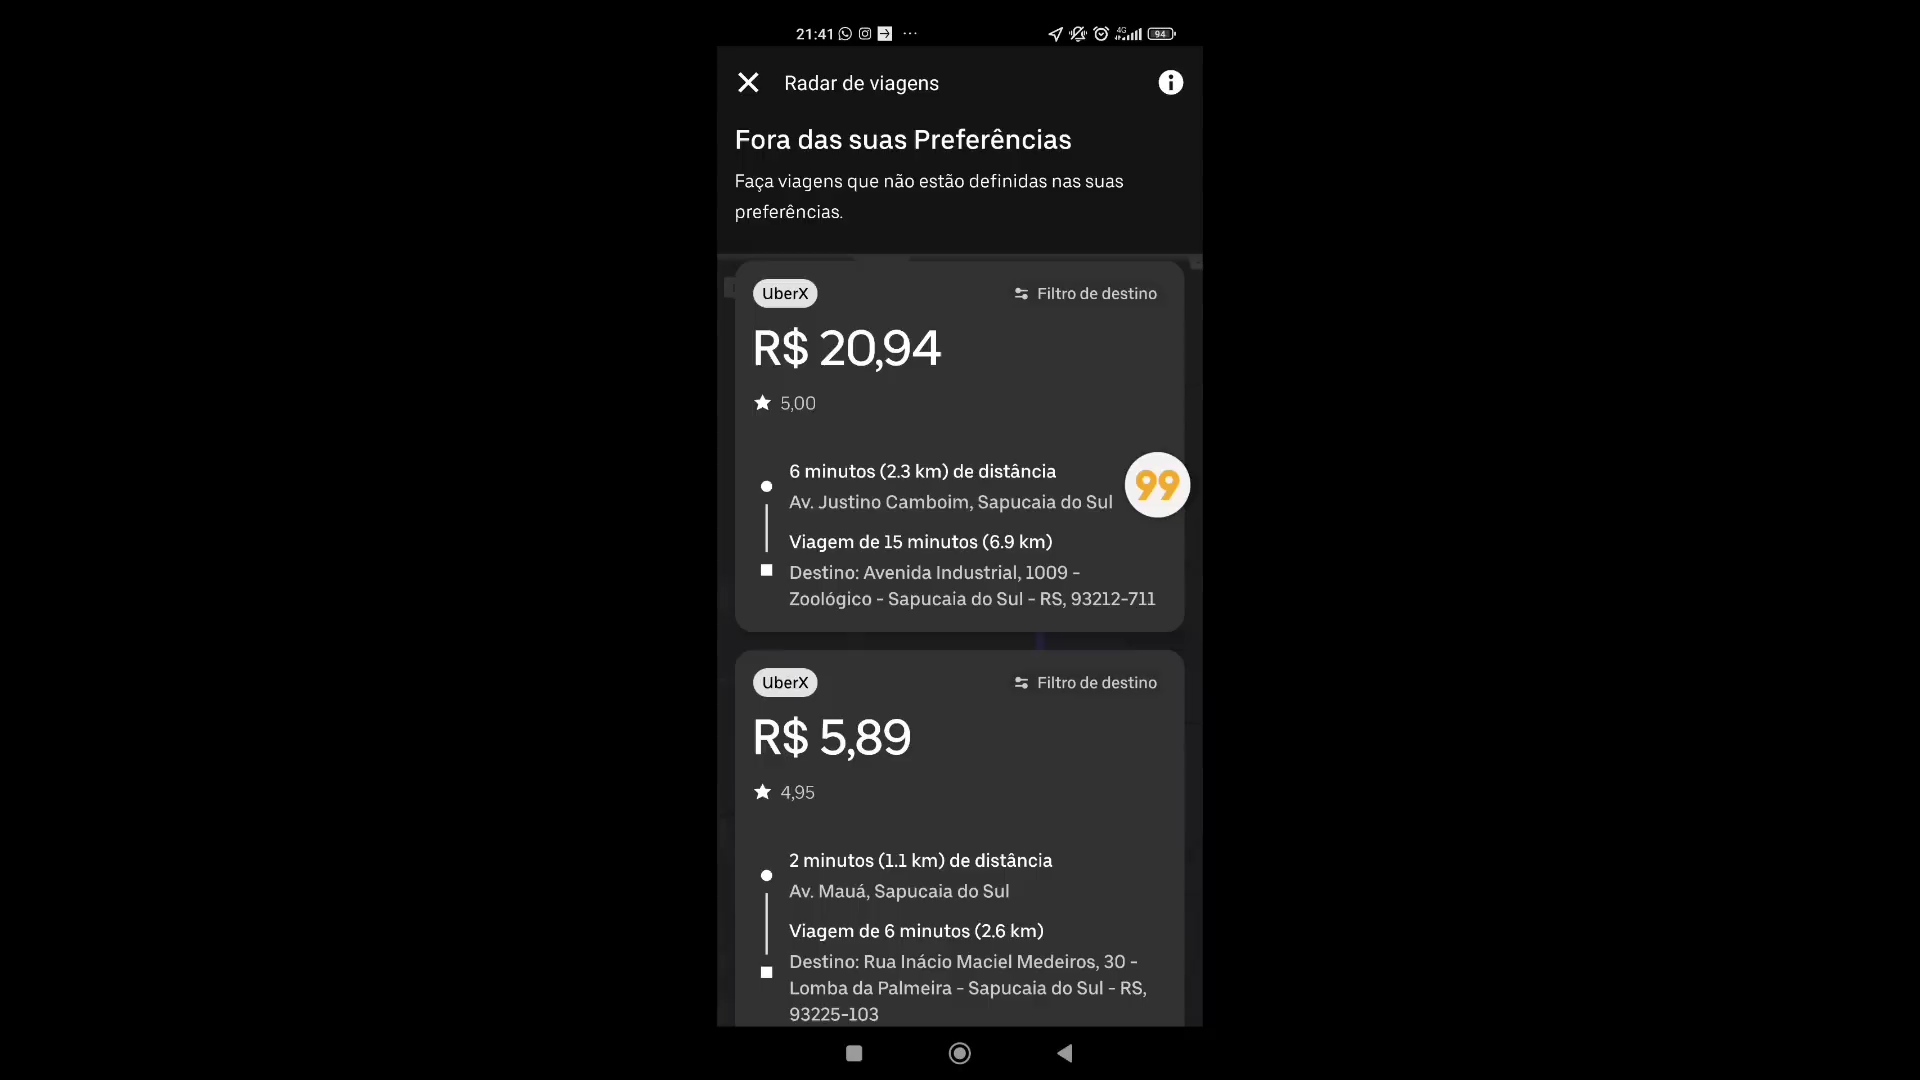 21:41
4G
94
Radar de viagens
Fora das suas Preferências
Faça viagens que não estão definidas nas suas
preferências.
UberX
Filtro de destino
R$ 20,94
5,00
6 minutos (2.3 km) de distância
Av. Justino Camboim, Sapucaia do Sul
99
Viagem de 15 minutos (6.9 km)
Destino: Avenida Industrial, 1009 -
Zoológico - Sapucaia do Sul - RS, 93212-711
UberX
Filtro de destino
R$ 5,89
4,95
2 minutos (1.1 km) de distância
Av. Mauá, Sapucaia do Sul
Viagem de 6 minutos (2.6 km)
Destino: Rua Inácio Maciel Medeiros, 30 -
Lomba da Palmeira - Sapucaia do Sul - RS,
93225-103